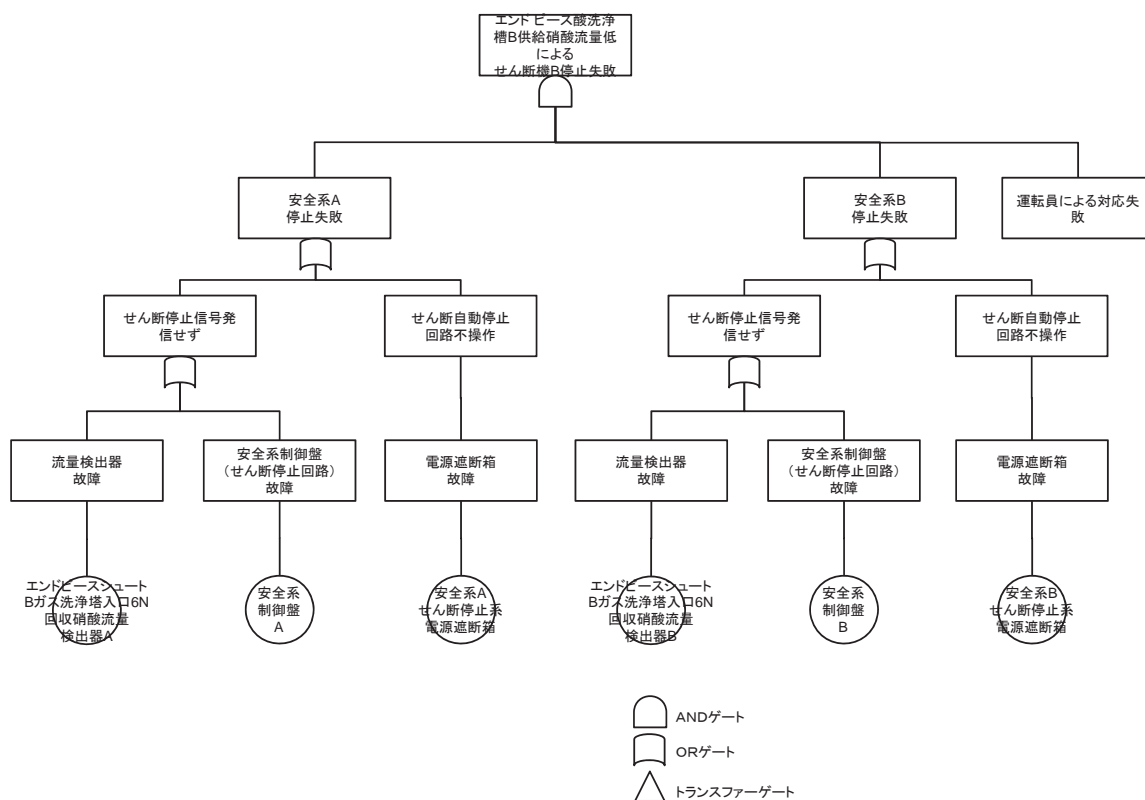 エンドピース酸洗浄
槽B供給硝酸流量低
による
せん断機B停止失敗
安全系A
停止失敗
安全系B
停止失敗
運転員による対応失
敗
せん断停止信号発
信せず
せん断自動停止
回路不操作
せん断停止信号発
信せず
せん断自動停止
回路不操作
流量検出器
故障
安全系制御盤
（せん断停止回路）
故障
電源遮断箱
故障
流量検出器
故障
安全系制御盤
（せん断停止回路）
故障
電源遮断箱
故障
エンドピースシュート
Bガス洗浄塔入口6N
回収硝酸流量
検出器A
安全系
制御盤
A
安全系A
せん断停止系
電源遮断箱
エンドピースシュート
Bガス洗浄塔入口6N
回収硝酸流量
検出器B
安全系
制御盤
B
安全系B
せん断停止系
電源遮断箱
ANDゲート
ORゲート
トランスファーゲート